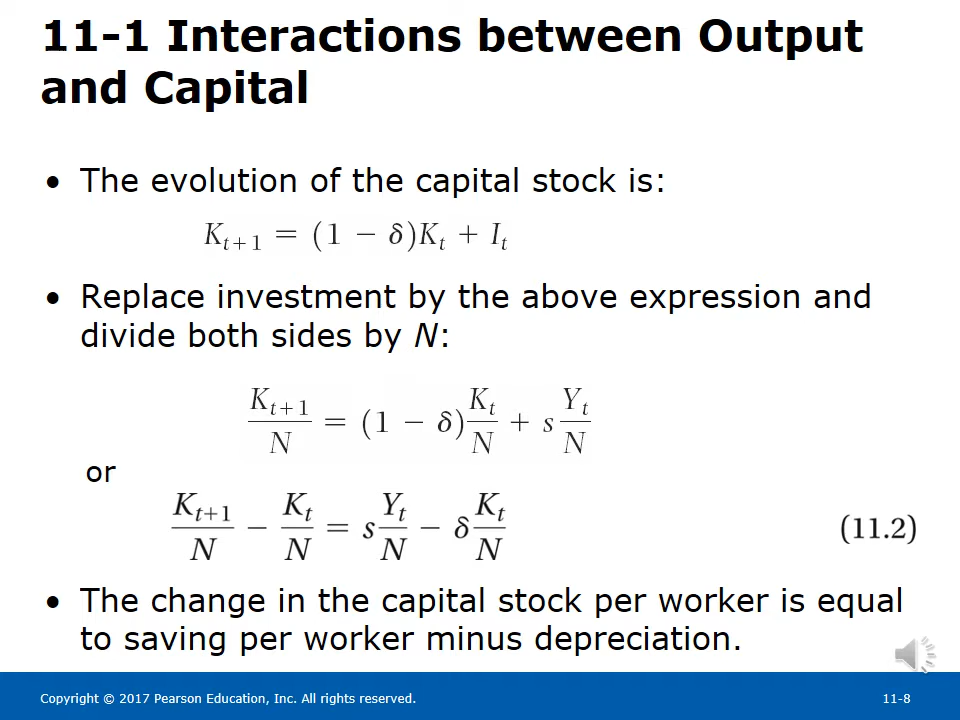 11-1 Interactions between Output
and Capital
• The evolution of the capital stock is:
K_{t+1} = (1 − δ)K_t + I_t
• Replace investment by the above expression and
divide both sides by N:
K_{t+1}/N = (1 − δ) K_t/N + s Y_t/N
or
K_{t+1}/N − K_t/N = s Y_t/N − δ K_t/N (11.2)
• The change in the capital stock per worker is equal
to saving per worker minus depreciation.
Copyright © 2017 Pearson Education, Inc. All rights reserved. 11-8